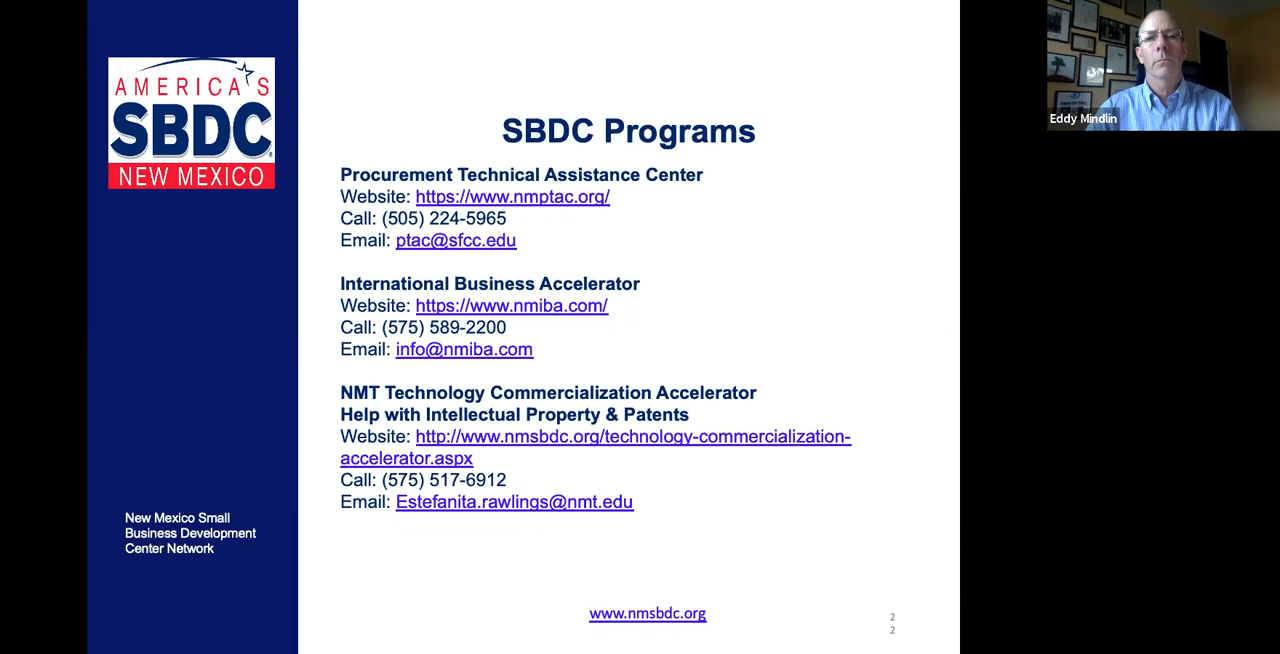 AMERICA'S
SBDC
NEW MEXICO
SBDC Programs
Procurement Technical Assistance Center
Website: https://www.nmptac.org/
Call: (505) 224-5965
Email: ptac@sfcc.edu
International Business Accelerator
Website: https://www.nmiba.com/
Call: (575) 589-2200
Email: info@nmiba.com
NMT Technology Commercialization Accelerator
Help with Intellectual Property & Patents
Website: http://www.nmsbdc.org/technology-commercialization-
accelerator.aspx
Call: (575) 517-6912
Email: Estefanita.rawlings@nmt.edu
New Mexico Small
Business Development
Center Network
www.nmsbdc.org
2
2
Eddy Mindlin